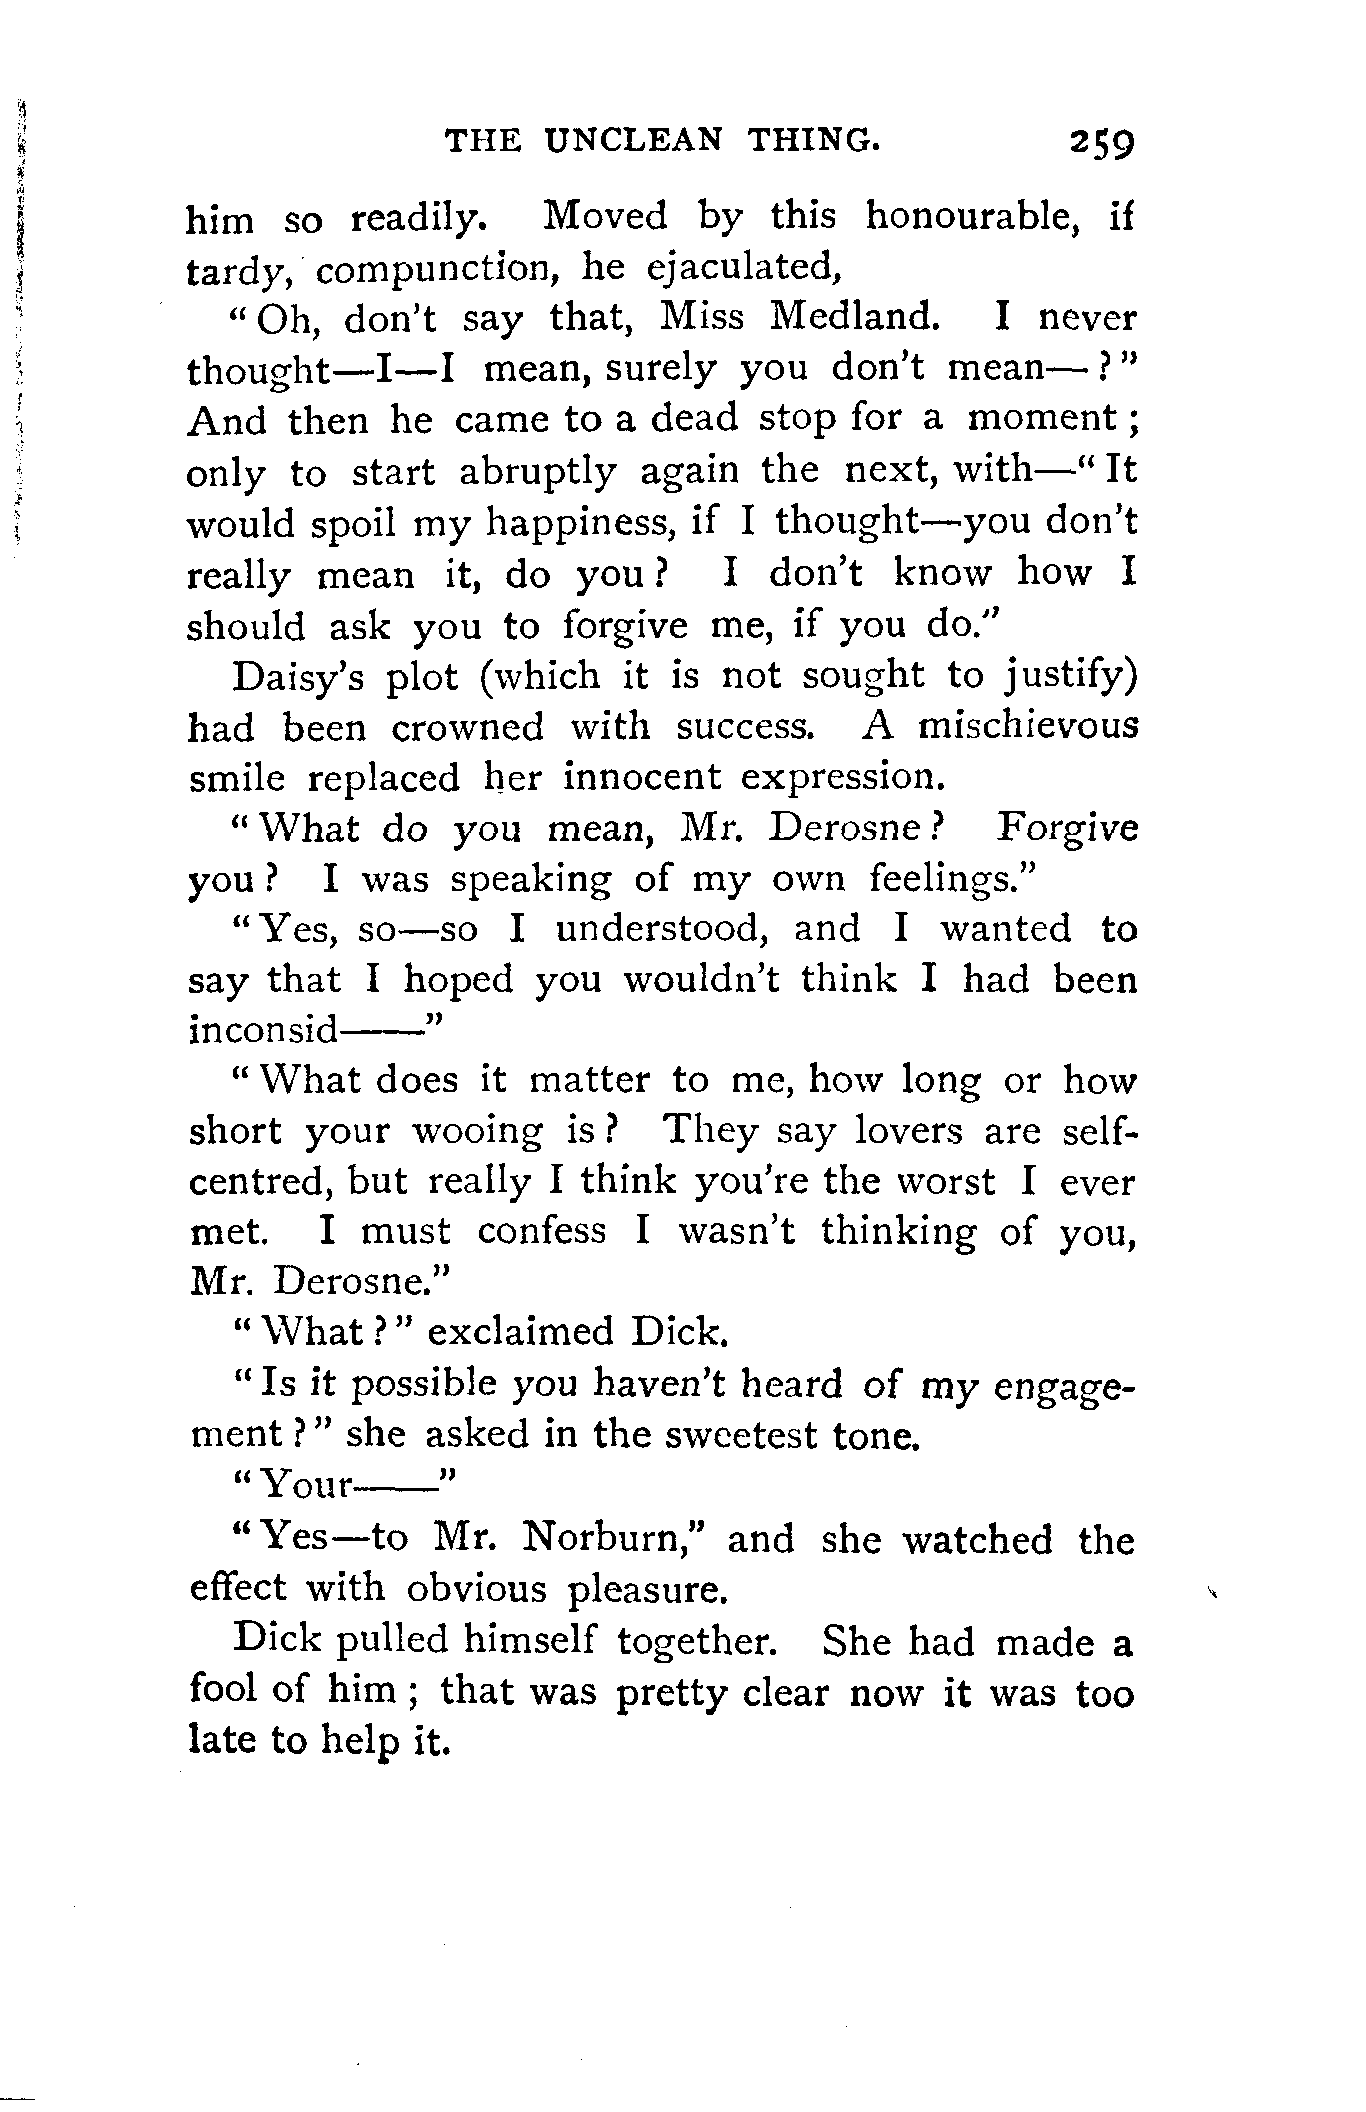 THE UNCLEAN THING. 259
him so readily. Moved by this honourable, if
tardy, compunction, he ejaculated,
“ Oh, don't say that, Miss Medland. I never
thought—I—I mean, surely you don't mean— ? ”
And then he came to a dead stop for a moment ;
only to start abruptly again the next, with—“ It
would spoil my happiness, if I thought—you don't
really mean it, do you ? I don't know how I
should ask you to forgive me, if you do.”
Daisy's plot (which it is not sought to justify)
had been crowned with success. A mischievous
smile replaced her innocent expression.
“ What do you mean, Mr. Derosne ? Forgive
you ? I was speaking of my own feelings.”
“ Yes, so—so I understood, and I wanted to
say that I hoped you wouldn't think I had been
inconsid——”
“ What does it matter to me, how long or how
short your wooing is ? They say lovers are self-
centred, but really I think you're the worst I ever
met. I must confess I wasn't thinking of you,
Mr. Derosne.”
“ What ? ” exclaimed Dick.
“ Is it possible you haven't heard of my engage-
ment ? ” she asked in the sweetest tone.
“ Your——”
“ Yes—to Mr. Norburn,” and she watched the
effect with obvious pleasure.
Dick pulled himself together. She had made a
fool of him ; that was pretty clear now it was too
late to help it.